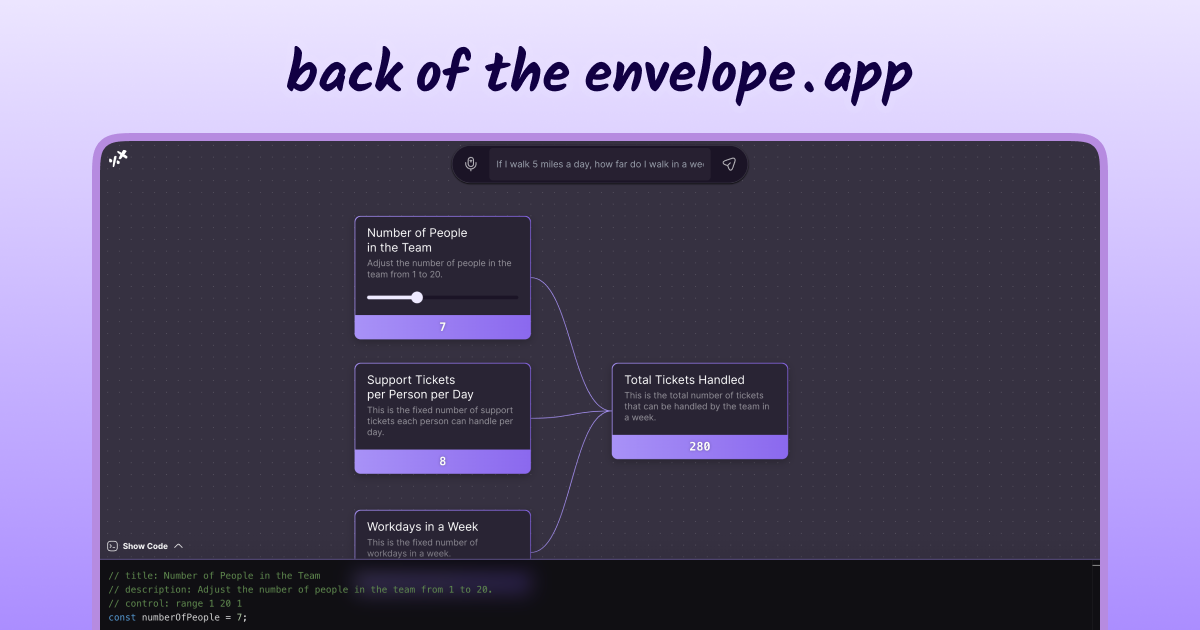 back of the envelope.app
If I walk 5 miles a day, how far do I walk in a we
Number of People
in the Team
Adjust the number of people in the
team from 1 to 20.
7
Support Tickets
per Person per Day
This is the fixed number of support
tickets each person can handle per
day.
8
Total Tickets Handled
This is the total number of tickets
that can be handled by the team in
a week.
280
Workdays in a Week
This is the fixed number of
workdays in a week.
Show Code
// title: Number of People in the Team
// description: Adjust the number of people in the team from 1 to 20.
// control: range 1 20 1
const numberOfPeople = 7;